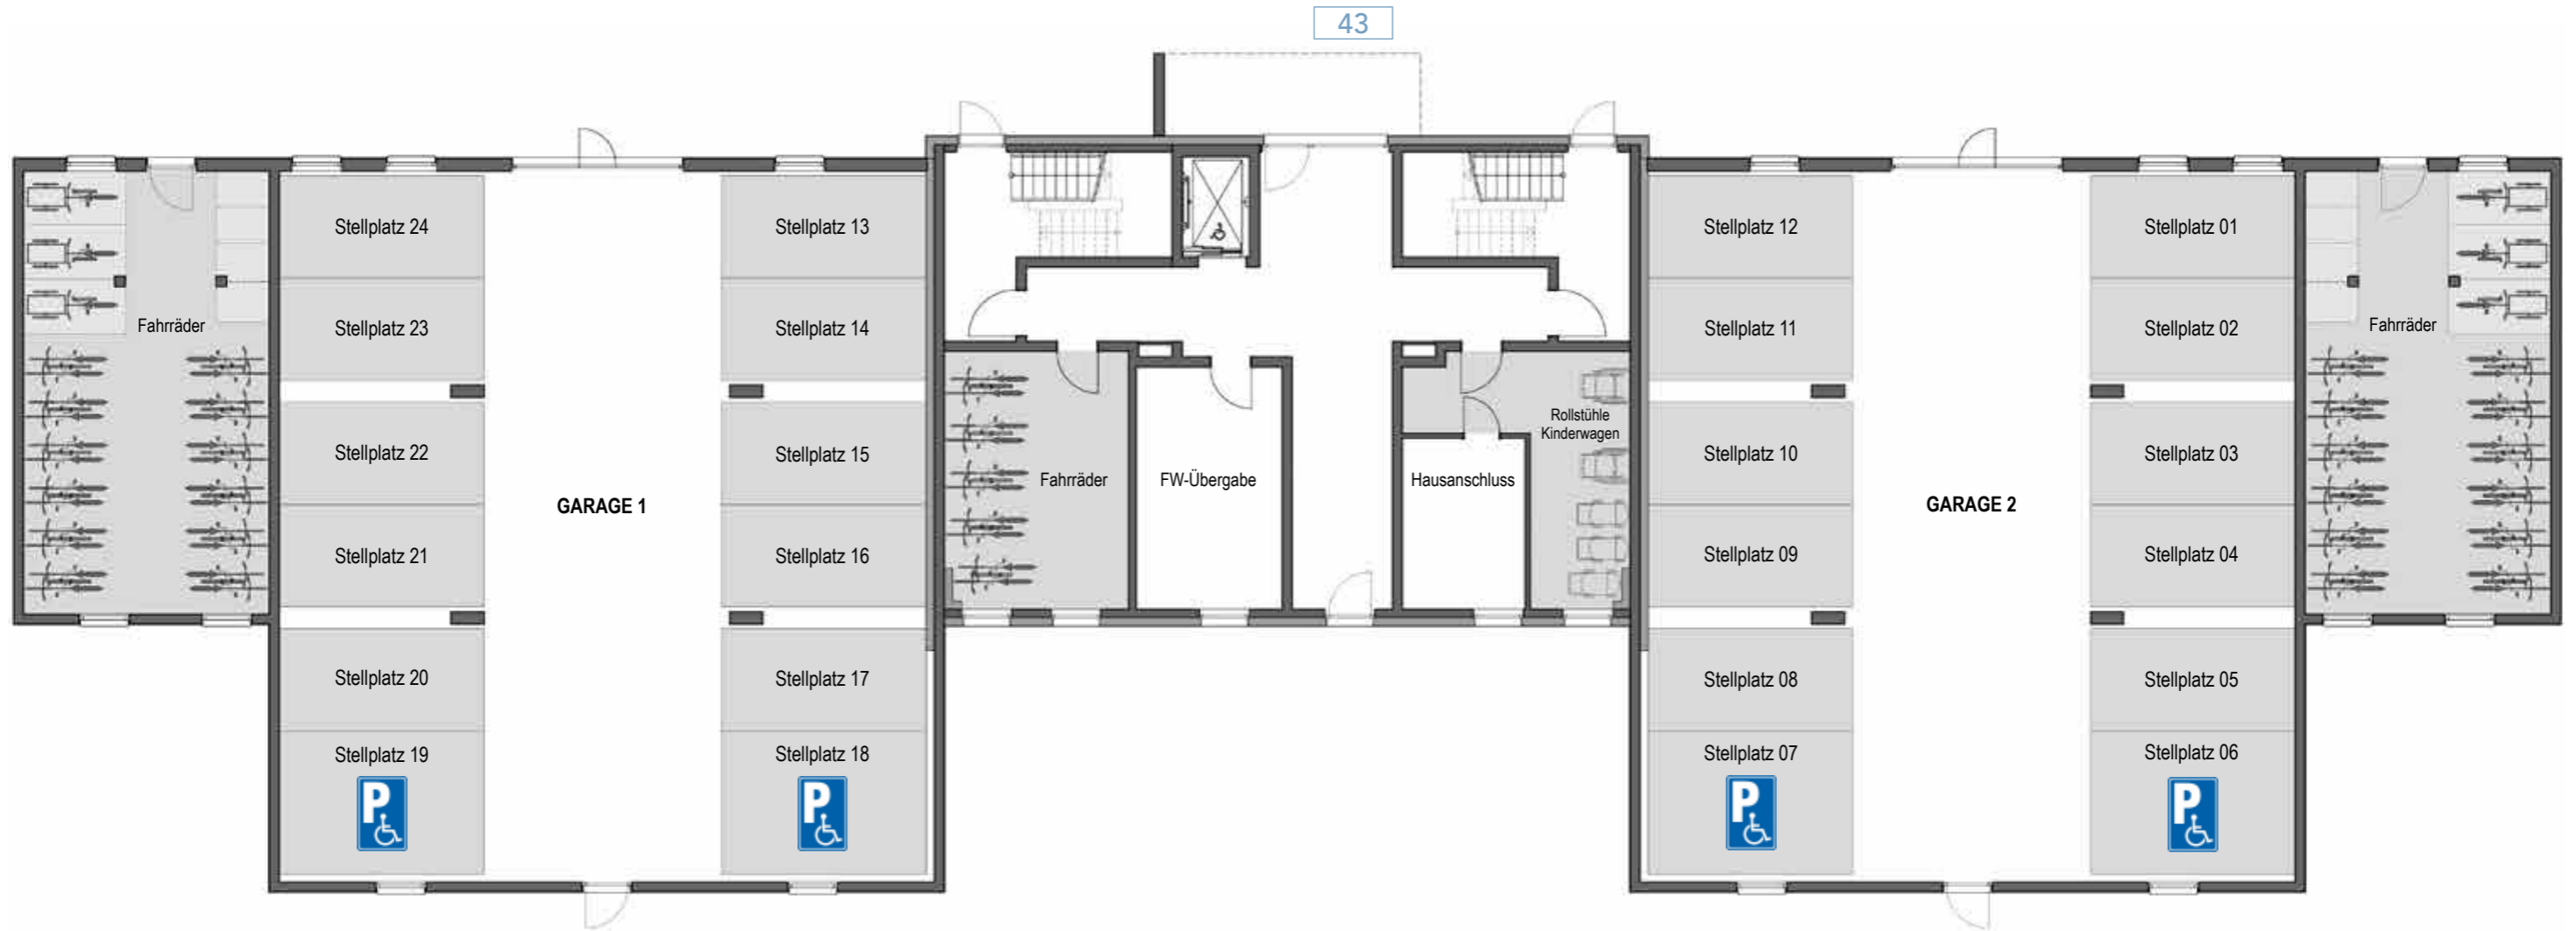 43
Stellplatz 24
Stellplatz 13
Stellplatz 12
Stellplatz 01
Fahrräder
Stellplatz 23
Stellplatz 14
Stellplatz 11
Stellplatz 02
Fahrräder
Stellplatz 22
Stellplatz 15
Fahrräder
FW-Übergabe
Hausanschluss
Rollstühle
Kinderwagen
Stellplatz 10
Stellplatz 03
GARAGE 1
GARAGE 2
Stellplatz 21
Stellplatz 16
Stellplatz 09
Stellplatz 04
Stellplatz 20
Stellplatz 17
Stellplatz 08
Stellplatz 05
Stellplatz 19
P
Stellplatz 18
P
Stellplatz 07
P
Stellplatz 06
P